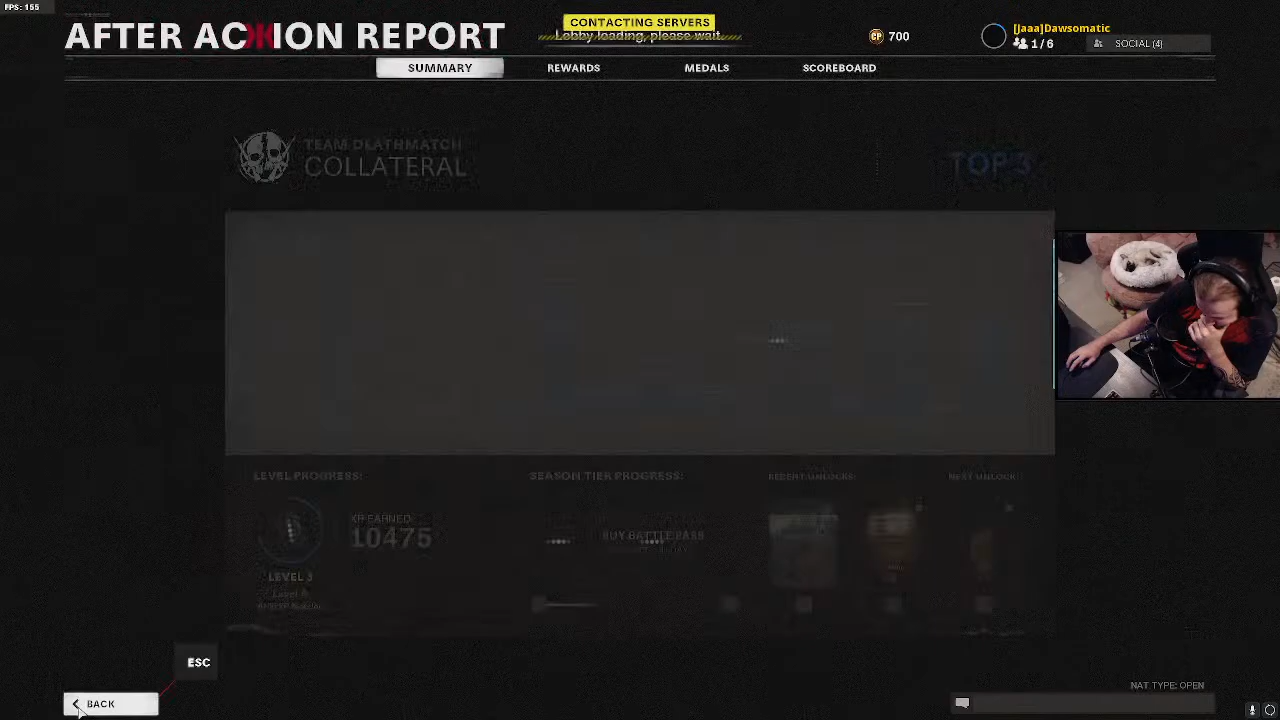 FPS: 155
AFTER ACTION REPORT
CONTACTING SERVERS
Lobby loading, please wait
700
[Jaaa]Dawsomatic
1 / 6
SOCIAL (4)
SUMMARY
REWARDS
MEDALS
SCOREBOARD
TEAM DEATHMATCH
COLLATERAL
TOP 3
LEVEL PROGRESS:
SEASON TIER PROGRESS:
RECENT UNLOCKS:
NEXT UNLOCK:
XP EARNED
10475
BUY BATTLE PASS
LEVEL 3
ESC
BACK
NAT TYPE: OPEN